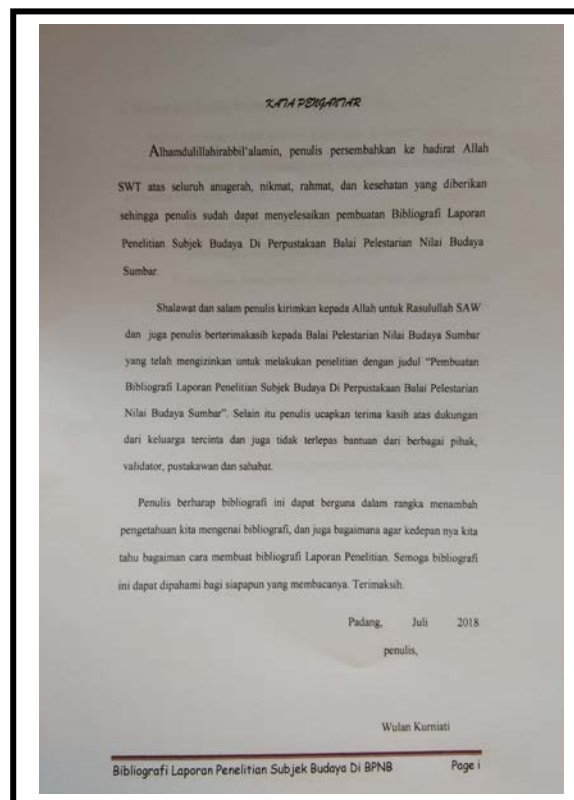 KATA PENGANTAR
Alhamdulillahirabbil'alamin, penulis persembahkan ke hadirat Allah
SWT atas seluruh anugerah, nikmat, rahmat, dan kesehatan yang diberikan
sehingga penulis sudah dapat menyelesaikan pembuatan Bibliografi Laporan
Penelitian Subjek Budaya Di Perpustakaan Balai Pelestarian Nilai Budaya
Sumbar.
Shalawat dan salam penulis kirimkan kepada Allah untuk Rasulullah SAW
dan juga penulis berterimakasih kepada Balai Pelestarian Nilai Budaya Sumbar
yang telah mengizinkan untuk melakukan penelitian dengan judul “Pembuatan
Bibliografi Laporan Penelitian Subjek Budaya Di Perpustakaan Balai Pelestarian
Nilai Budaya Sumbar”. Selain itu penulis ucapkan terima kasih atas dukungan
dari keluarga tercinta dan juga tidak terlepas bantuan dari berbagai pihak,
validator, pustakawan dan sahabat.
Penulis berharap bibliografi ini dapat berguna dalam rangka menambah
pengetahuan kita mengenai bibliografi, dan juga bagaimana agar kedepan nya kita
tahu bagaiman cara membuat bibliografi Laporan Penelitian. Semoga bibliografi
ini dapat dipahami bagi siapapun yang membacanya. Terimaksih.
Padang, Juli 2018
penulis,
Wulan Kurniati
Bibliografi Laporan Penelitian Subjek Budaya Di BPNB Page i